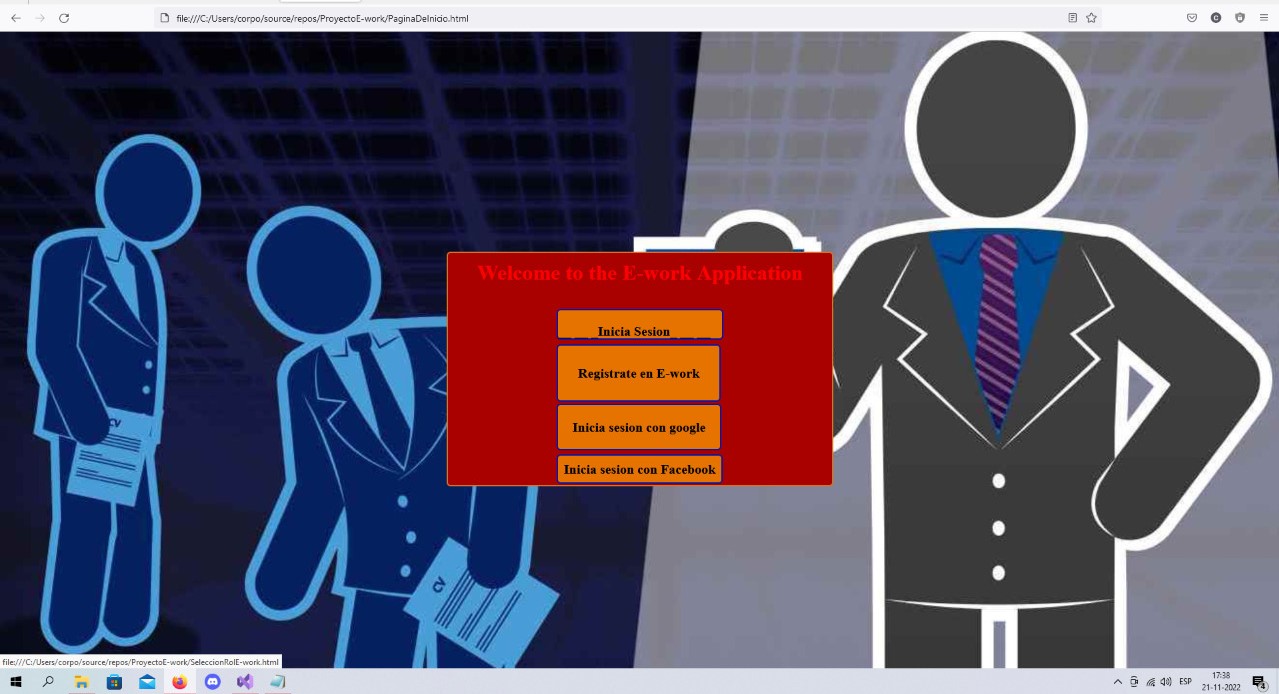 file:///C:/Users/corpo/source/repos/ProyectoE-work/PaginaDeInicio.html
Welcome to the E-work Application
Inicia Sesion
Registrate en E-work
Inicia sesion con google
Inicia sesion con Facebook
CV
CV
file:///C:/Users/corpo/source/repos/ProyectoE-work/SeleccionRolE-work.html
ESP
17:38
21-11-2022
4